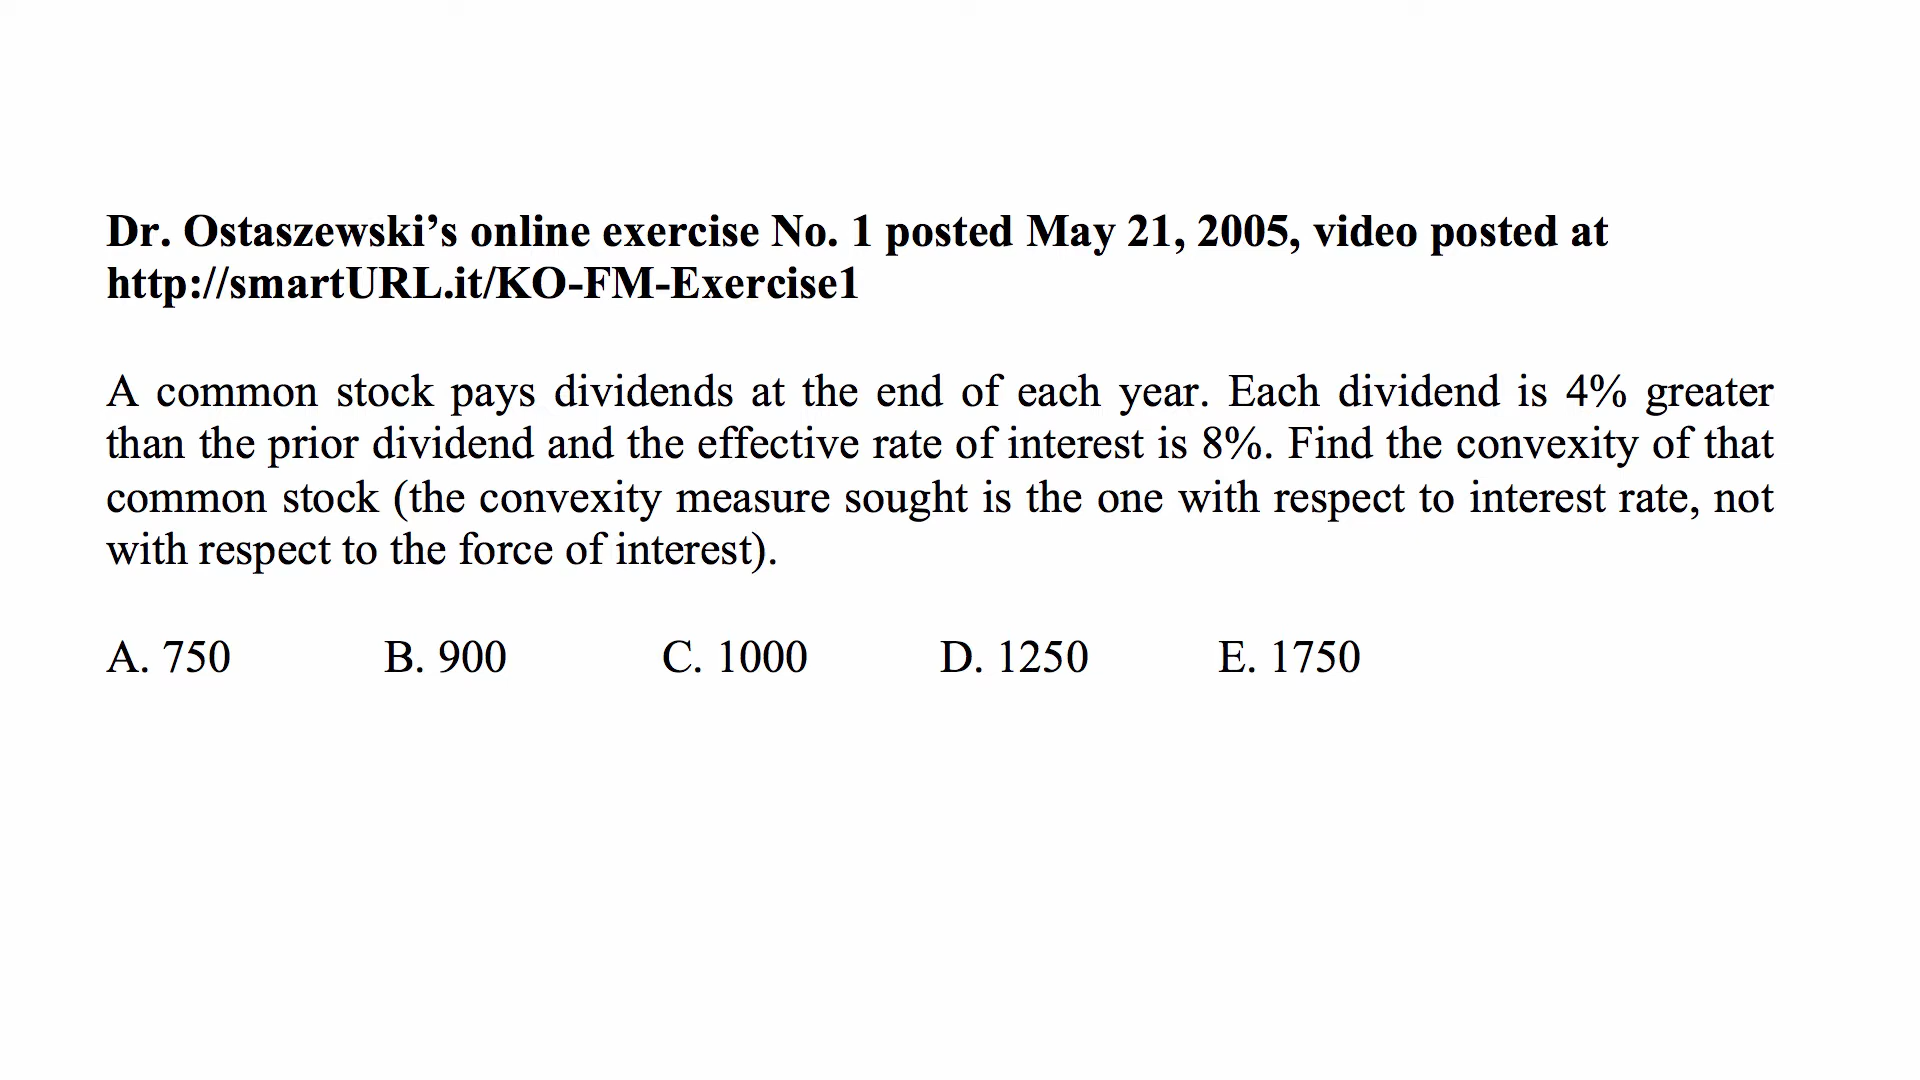 Dr. Ostaszewski’s online exercise No. 1 posted May 21, 2005, video posted at
http://smartURL.it/KO-FM-Exercise1
A common stock pays dividends at the end of each year. Each dividend is 4% greater
than the prior dividend and the effective rate of interest is 8%. Find the convexity of that
common stock (the convexity measure sought is the one with respect to interest rate, not
with respect to the force of interest).
A. 750 B. 900 C. 1000 D. 1250 E. 1750